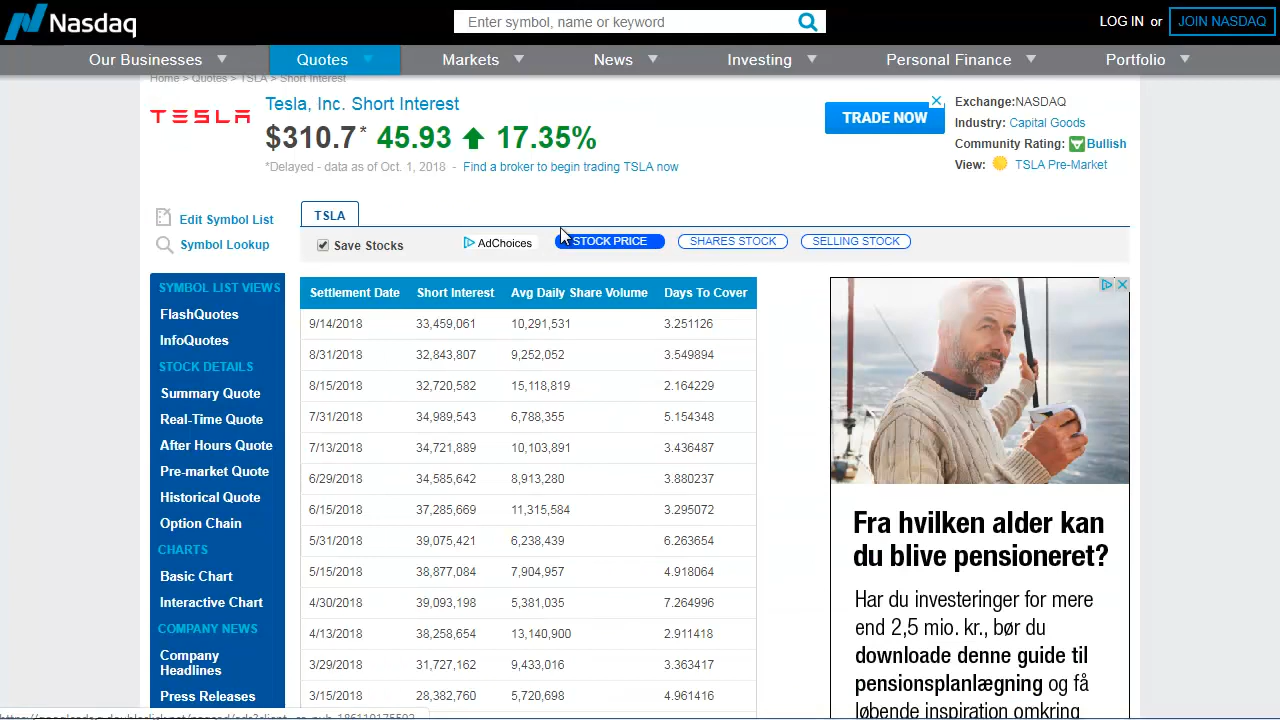 Nasdaq
Enter symbol, name or keyword
LOG IN or JOIN NASDAQ
Our Businesses Quotes Markets News Investing Personal Finance Portfolio
Home > Quotes > TSLA > Short Interest
TESLA
Tesla, Inc. Short Interest
$310.7* 45.93 17.35%
*Delayed - data as of Oct. 1, 2018 - Find a broker to begin trading TSLA now
TRADE NOW
Exchange:NASDAQ
Industry: Capital Goods
Community Rating: Bullish
View: TSLA Pre-Market
Edit Symbol List
Symbol Lookup
TSLA
Save Stocks
AdChoices
STOCK PRICE
SHARES STOCK
SELLING STOCK
SYMBOL LIST VIEWS
FlashQuotes
InfoQuotes
STOCK DETAILS
Summary Quote
Real-Time Quote
After Hours Quote
Pre-market Quote
Historical Quote
Option Chain
CHARTS
Basic Chart
Interactive Chart
COMPANY NEWS
Company
Headlines
Press Releases
Settlement Date Short Interest Avg Daily Share Volume Days To Cover
9/14/2018 33,459,061 10,291,531 3.251126
8/31/2018 32,843,807 9,252,052 3.549894
8/15/2018 32,720,582 15,118,819 2.164229
7/31/2018 34,989,543 6,788,355 5.154348
7/13/2018 34,721,889 10,103,891 3.436487
6/29/2018 34,585,642 8,913,280 3.880237
6/15/2018 37,285,669 11,315,584 3.295072
5/31/2018 39,075,421 6,238,439 6.263654
5/15/2018 38,877,084 7,904,957 4.918064
4/30/2018 39,093,198 5,381,035 7.264996
4/13/2018 38,258,654 13,140,900 2.911418
3/29/2018 31,727,162 9,433,016 3.363417
3/15/2018 28,382,760 5,720,698 4.961416
Fra hvilken alder kan
du blive pensioneret?
Har du investeringer for mere
end 2,5 mio. kr., bør du
downloade denne guide til
pensionsplanlægning og få
løbende inspiration omkring